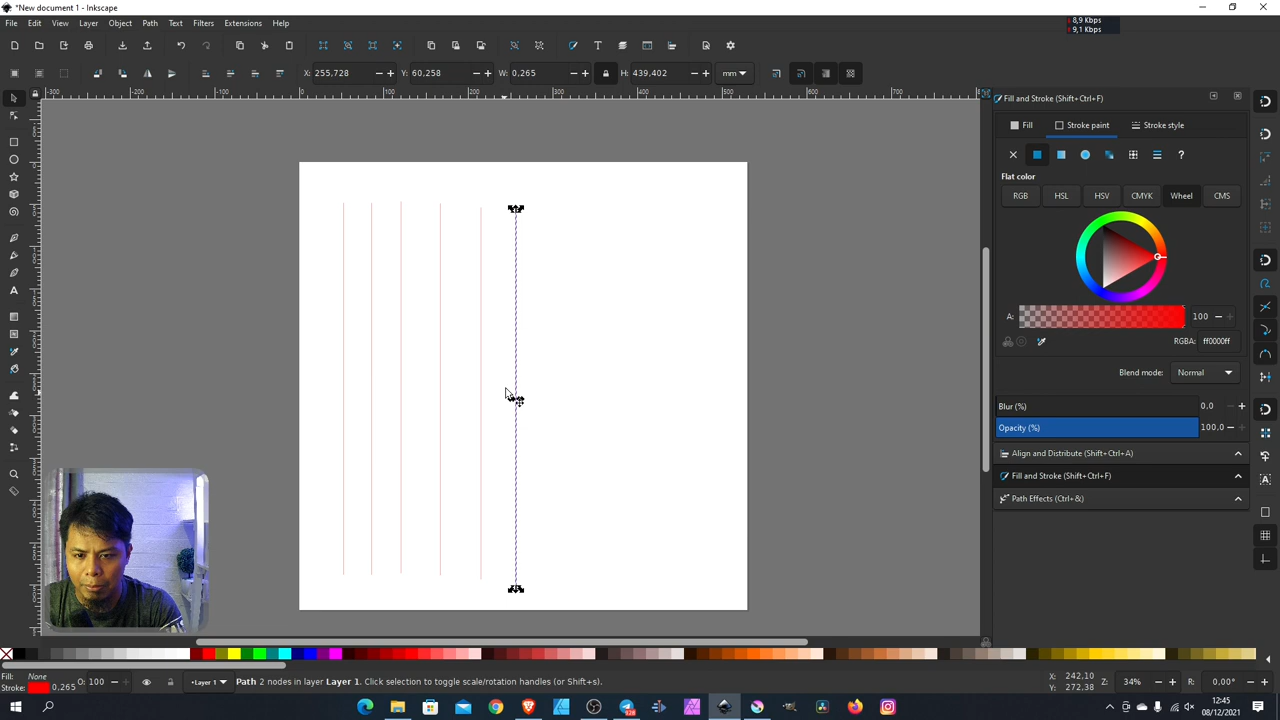 *New document 1 - Inkscape
File Edit View Layer Object Path Text Filters Extensions Help
8,9 Kbps
9,1 Kbps
X: 255,728 Y: 60,258 W: 0,265 H: 439,402 mm
Fill and Stroke (Shift+Ctrl+F)
Fill Stroke paint Stroke style
?
Flat color
RGB HSL HSV CMYK Wheel CMS
A: 100
RGBA: ff0000ff
Blend mode: Normal
Blur (%) 0.0
Opacity (%) 100.0
Align and Distribute (Shift+Ctrl+A)
Fill and Stroke (Shift+Ctrl+F)
Path Effects (Ctrl+&)
Fill: None
Stroke: 0,265 O: 100
Layer 1 Path 2 nodes in layer Layer 1. Click selection to toggle scale/rotation handles (or Shift+s).
X: 242,10
Y: 272,38
Z: 34% R: 0,00°
12:45
08/12/2021